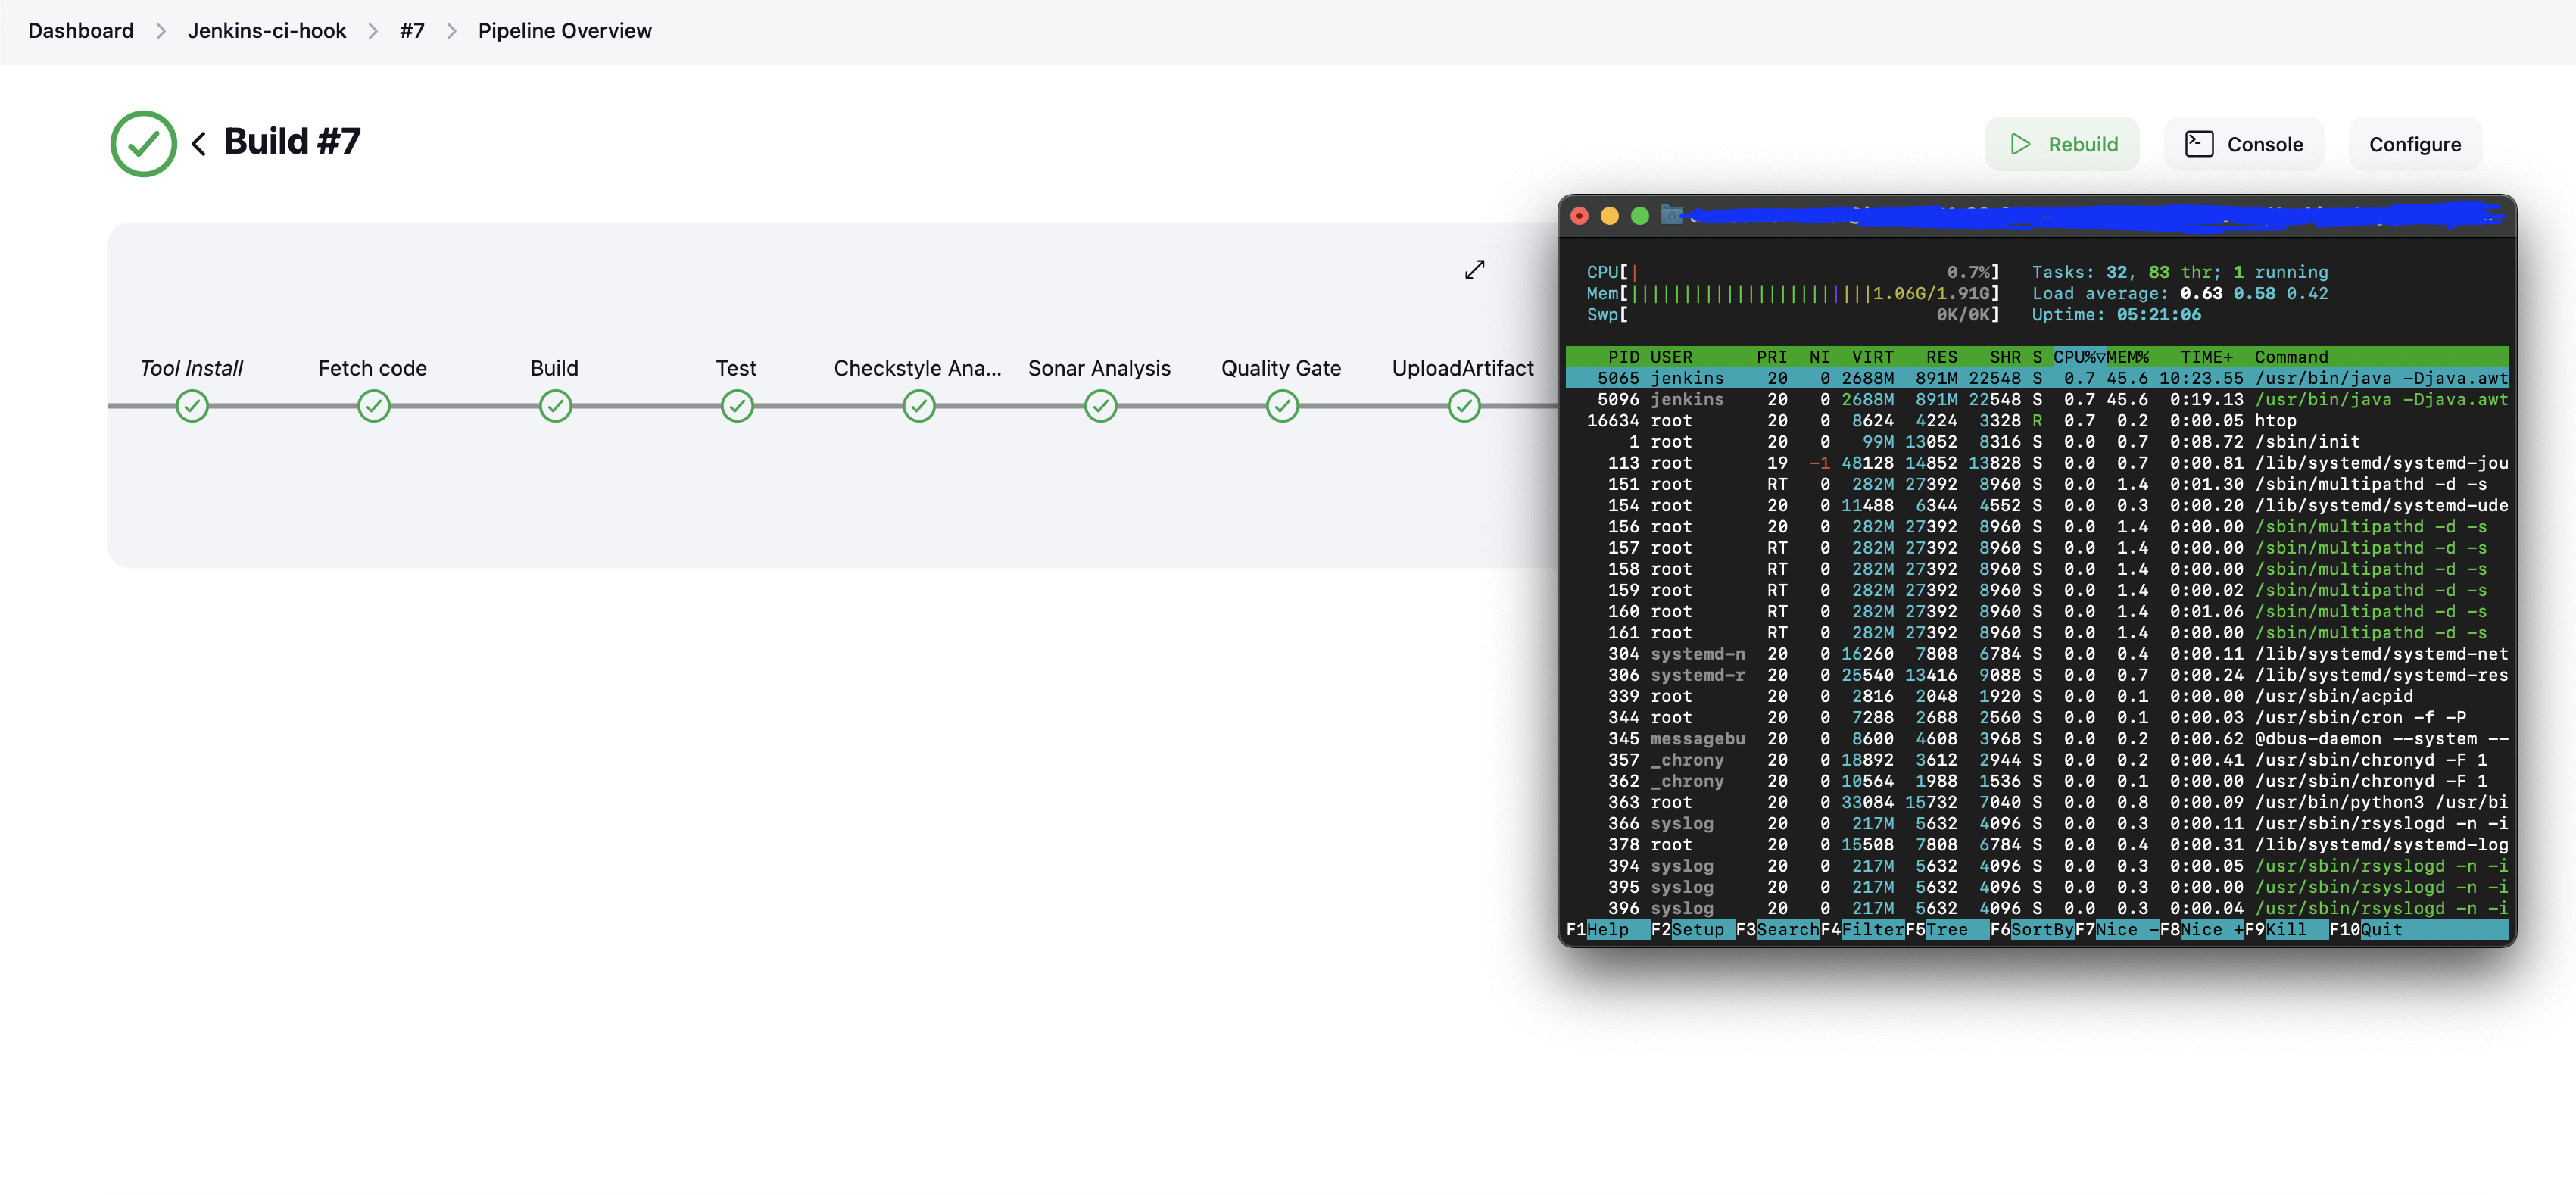 Dashboard > Jenkins-ci-hook > #7 > Pipeline Overview
Build #7
Rebuild
Console
Configure
Tool Install
Fetch code
Build
Test
Checkstyle Ana...
Sonar Analysis
Quality Gate
UploadArtifact
CPU[| 0.7%] Tasks: 32, 83 thr; 1 running
Mem[|||||||||||||||||||||||1.06G/1.91G] Load average: 0.63 0.58 0.42
Swp[ 0K/0K] Uptime: 05:21:06
PID USER PRI NI VIRT RES SHR S CPU%▽MEM% TIME+ Command
5065 jenkins 20 0 2688M 891M 22548 S 0.7 45.6 10:23.55 /usr/bin/java -Djava.awt
5096 jenkins 20 0 2688M 891M 22548 S 0.7 45.6 0:19.13 /usr/bin/java -Djava.awt
16634 root 20 0 8624 4224 3328 R 0.7 0.2 0:00.05 htop
1 root 20 0 99M 13052 8316 S 0.0 0.7 0:08.72 /sbin/init
113 root 19 -1 48128 14852 13828 S 0.0 0.7 0:00.81 /lib/systemd/systemd-jou
151 root RT 0 282M 27392 8960 S 0.0 1.4 0:01.30 /sbin/multipathd -d -s
154 root 20 0 11488 6344 4552 S 0.0 0.3 0:00.20 /lib/systemd/systemd-ude
156 root 20 0 282M 27392 8960 S 0.0 1.4 0:00.00 /sbin/multipathd -d -s
157 root RT 0 282M 27392 8960 S 0.0 1.4 0:00.00 /sbin/multipathd -d -s
158 root RT 0 282M 27392 8960 S 0.0 1.4 0:00.00 /sbin/multipathd -d -s
159 root RT 0 282M 27392 8960 S 0.0 1.4 0:00.02 /sbin/multipathd -d -s
160 root RT 0 282M 27392 8960 S 0.0 1.4 0:01.06 /sbin/multipathd -d -s
161 root RT 0 282M 27392 8960 S 0.0 1.4 0:00.00 /sbin/multipathd -d -s
304 systemd-n 20 0 16260 7808 6784 S 0.0 0.4 0:00.11 /lib/systemd/systemd-net
306 systemd-r 20 0 25540 13416 9088 S 0.0 0.7 0:00.24 /lib/systemd/systemd-res
339 root 20 0 2816 2048 1920 S 0.0 0.1 0:00.00 /usr/sbin/acpid
344 root 20 0 7288 2688 2560 S 0.0 0.1 0:00.03 /usr/sbin/cron -f -P
345 messagebu 20 0 8600 4608 3968 S 0.0 0.2 0:00.62 @dbus-daemon --system --
357 _chrony 20 0 18892 3612 2944 S 0.0 0.2 0:00.41 /usr/sbin/chronyd -F 1
362 _chrony 20 0 10564 1988 1536 S 0.0 0.1 0:00.00 /usr/sbin/chronyd -F 1
363 root 20 0 33084 15732 7040 S 0.0 0.8 0:00.09 /usr/bin/python3 /usr/bi
366 syslog 20 0 217M 5632 4096 S 0.0 0.3 0:00.11 /usr/sbin/rsyslogd -n -i
378 root 20 0 15508 7808 6784 S 0.0 0.4 0:00.31 /lib/systemd/systemd-log
394 syslog 20 0 217M 5632 4096 S 0.0 0.3 0:00.05 /usr/sbin/rsyslogd -n -i
395 syslog 20 0 217M 5632 4096 S 0.0 0.3 0:00.00 /usr/sbin/rsyslogd -n -i
396 syslog 20 0 217M 5632 4096 S 0.0 0.3 0:00.04 /usr/sbin/rsyslogd -n -i
F1Help F2Setup F3SearchF4FilterF5Tree F6SortByF7Nice -F8Nice +F9Kill F10Quit